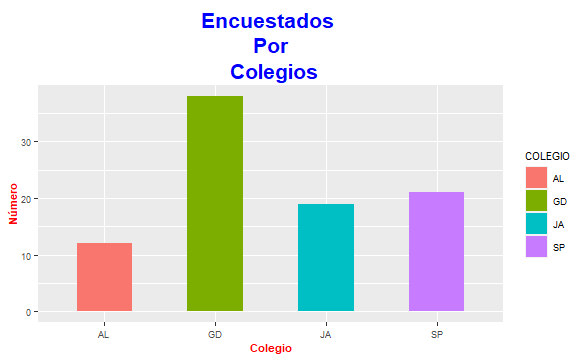 Encuestados
Por
Colegios
Número
30
20
10
0
AL
GD
JA
SP
Colegio
COLEGIO
AL
GD
JA
SP